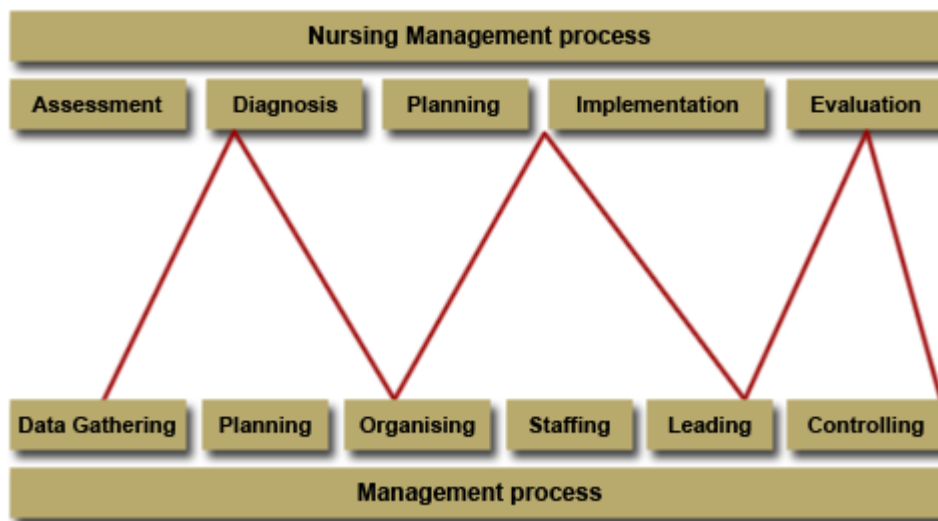 Nursing Management process
Assessment Diagnosis Planning Implementation Evaluation
Data Gathering Planning Organising Staffing Leading Controlling
Management process